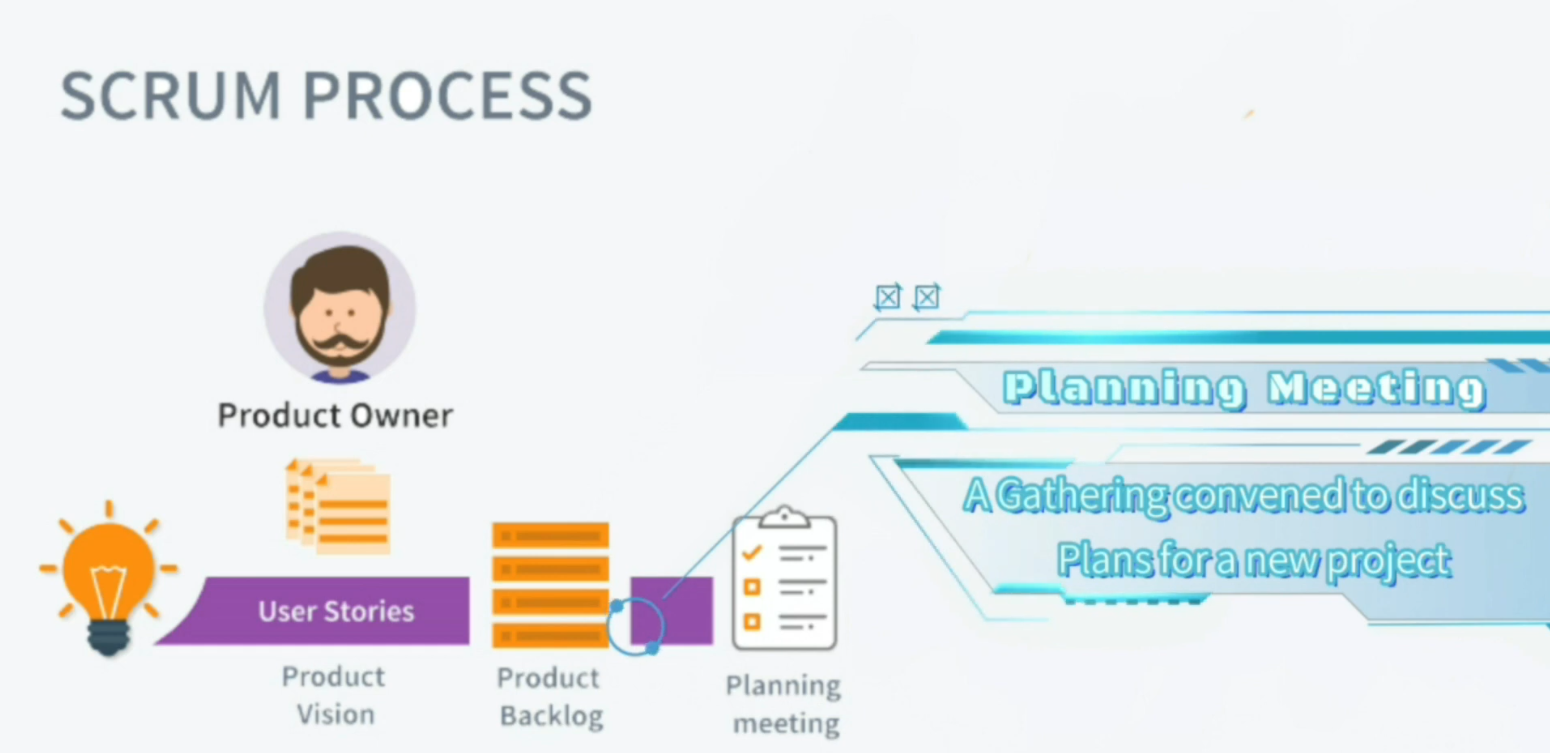 SCRUM PROCESS
Product Owner
User Stories
Product
Vision
Product
Backlog
Planning
meeting
Planning Meeting
A Gathering convened to discuss
Plans for a new project